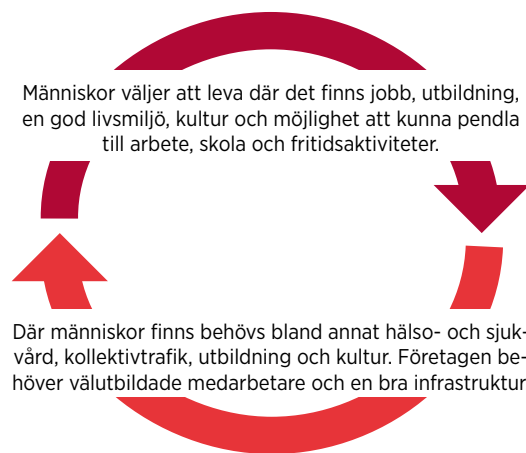 Människor väljer att leva där det finns jobb, utbildning,
en god livsmiljö, kultur och möjlighet att kunna pendla
till arbete, skola och fritidsaktiviteter.
Där människor finns behövs bland annat hälso- och sjuk-
vård, kollektivtrafik, utbildning och kultur. Företagen be-
höver välutbildade medarbetare och en bra infrastruktur